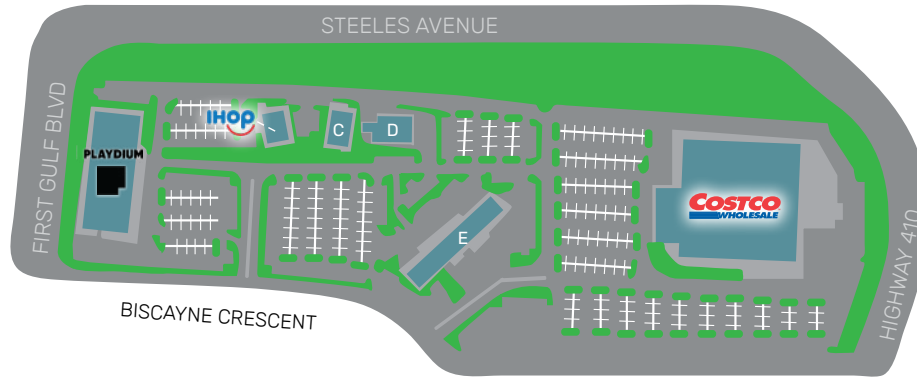 STEELES AVENUE
FIRST GULF BLVD
IHOP
C
D
PLAYDIUM
COSTCO
WHOLESALE
E
HIGHWAY 410
BISCAYNE CRESCENT